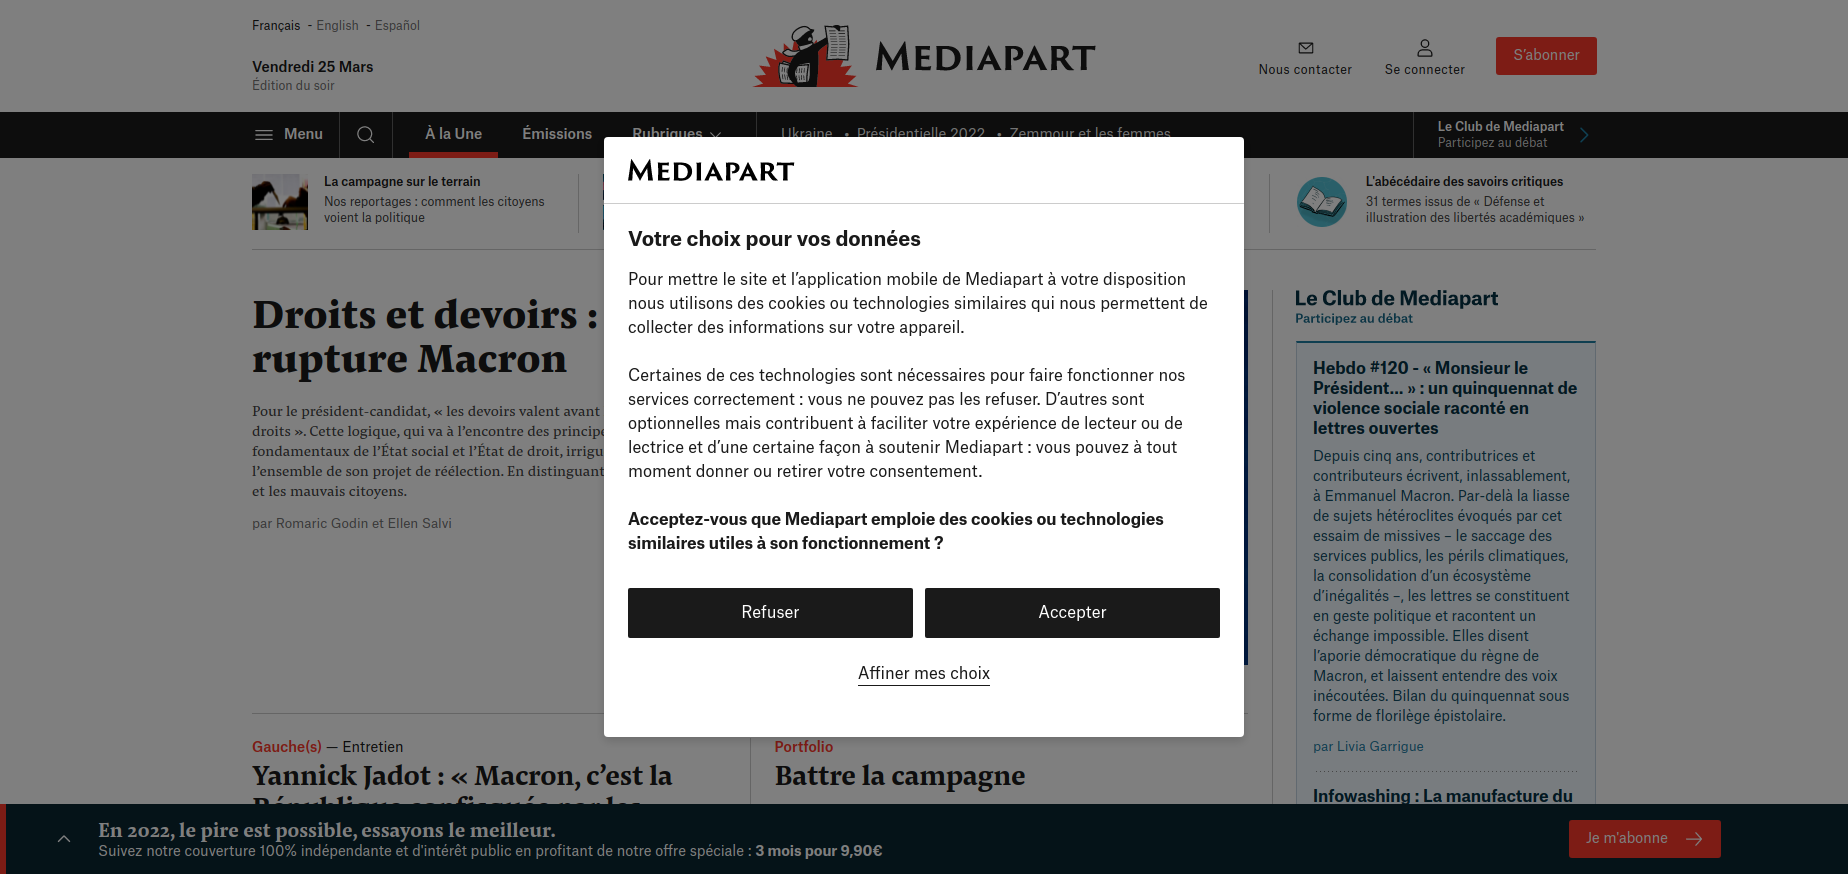 Français - English - Español
Vendredi 25 Mars
Édition du soir
MEDIAPART
Nous contacter
Se connecter
S'abonner
Menu
À la Une
Émissions
Rubriques
Ukraine • Présidentielle 2022 • Zemmour et les femmes
Le Club de Mediapart
Participez au débat
La campagne sur le terrain
Nos reportages : comment les citoyens
voient la politique
L'abécédaire des savoirs critiques
31 termes issus de « Défense et
illustration des libertés académiques »
MEDIAPART
Votre choix pour vos données
Pour mettre le site et l’application mobile de Mediapart à votre disposition
nous utilisons des cookies ou technologies similaires qui nous permettent de
collecter des informations sur votre appareil.
Certaines de ces technologies sont nécessaires pour faire fonctionner nos
services correctement : vous ne pouvez pas les refuser. D’autres sont
optionnelles mais contribuent à faciliter votre expérience de lecteur ou de
lectrice et d’une certaine façon à soutenir Mediapart : vous pouvez à tout
moment donner ou retirer votre consentement.
Acceptez-vous que Mediapart emploie des cookies ou technologies
similaires utiles à son fonctionnement ?
Refuser
Accepter
Affiner mes choix
Droits et devoirs :
rupture Macron
Pour le président-candidat, « les devoirs valent avant
droits ». Cette logique, qui va à l’encontre des
fondamentaux de l’État social et l’État de droit,
l’ensemble de son projet de réélection. En distinguant
et les mauvais citoyens.
par Romaric Godin et Ellen Salvi
Le Club de Mediapart
Participez au débat
Hebdo #120 - « Monsieur le
Président... » : un quinquennat de
violence sociale raconté en
lettres ouvertes
Depuis cinq ans, contributrices et
contributeurs écrivent, inlassablement,
à Emmanuel Macron. Par-delà la liasse
de sujets hétéroclites évoqués par cet
essaim de missives – le saccage des
services publics, les périls climatiques,
la consolidation d’un écosystème
d’inégalités –, les lettres se constituent
en geste politique et racontent un
échange impossible. Elles disent
l’aporie démocratique du règne de
Macron, et laissent entendre des voix
inécoutées. Bilan du quinquennat sous
forme de florilège épistolaire.
par Livia Garrigue
Infowashing : La manufacture du
Gauche(s) — Entretien
Yannick Jadot : « Macron, c’est la
République confisquée par les
Portfolio
Battre la campagne
En 2022, le pire est possible, essayons le meilleur.
Suivez notre couverture 100% indépendante et d'intérêt public en profitant de notre offre spéciale : 3 mois pour 9,90€
Je m'abonne